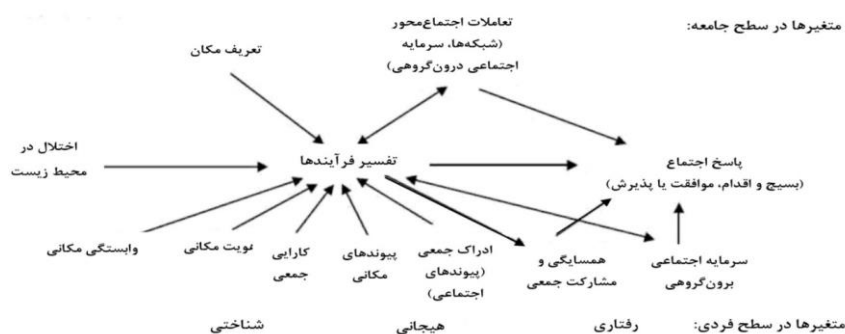 متغیرها در سطح جامعه:
تعاملات اجتماع‌محور
(شبکه‌ها، سرمایه
اجتماعی درون‌گروهی)
تعریف مکان
اختلال در
محیط زیست
تفسیر فرآیندها
پاسخ اجتماع
(بسیج و اقدام، موافقت یا پذیرش)
سرمایه اجتماعی
برون‌گروهی
همسایگی و
مشارکت جمعی
ادراک جمعی
(پیوندهای
اجتماعی)
پیوندهای
مکانی
کارایی
جمعی
هویت مکانی
وابستگی مکانی
متغیرها در سطح فردی:
رفتاری
هیجانی
شناختی